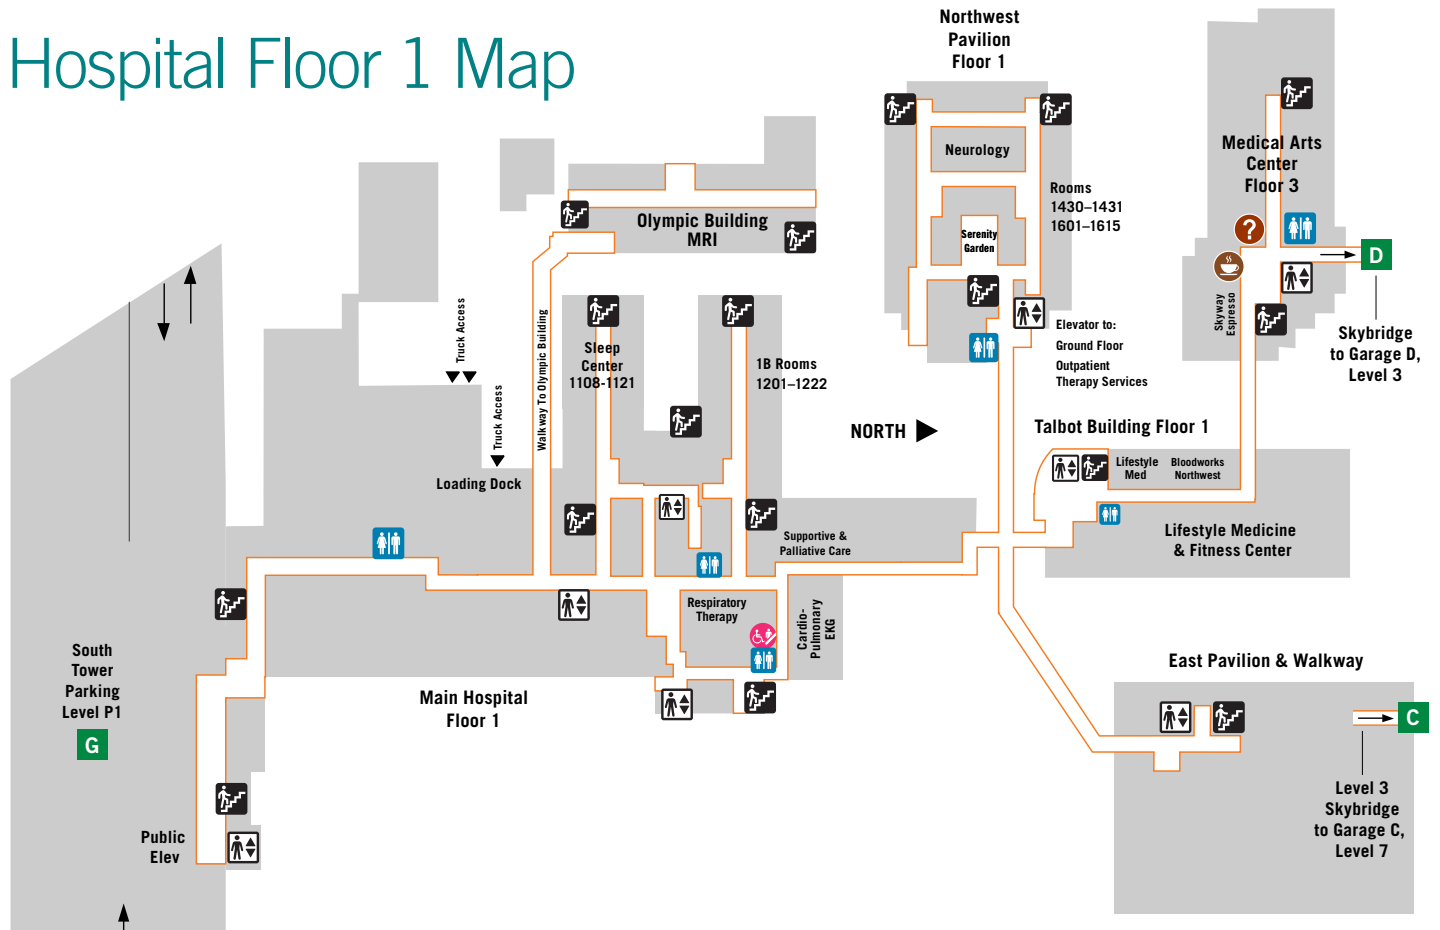 Hospital Floor 1 Map
Northwest
Pavilion
Floor 1
Neurology
Rooms
1430–1431
1601–1615
Serenity
Garden
Elevator to:
Ground Floor
Outpatient
Therapy Services
Medical Arts
Center
Floor 3
?
D
Skyway
Espresso
Skybridge
to Garage D,
Level 3
Olympic Building
MRI
Truck Access
Truck Access
Walkway To Olympic Building
Sleep
Center
1108-1121
1B Rooms
1201–1222
NORTH
Talbot Building Floor 1
Lifestyle
Med
Bloodworks
Northwest
Lifestyle Medicine
& Fitness Center
Loading Dock
Supportive &
Palliative Care
Respiratory
Therapy
Cardio-
Pulmonary
EKG
South
Tower
Parking
Level P1
G
Main Hospital
Floor 1
East Pavilion & Walkway
C
Level 3
Skybridge
to Garage C,
Level 7
Public
Elev